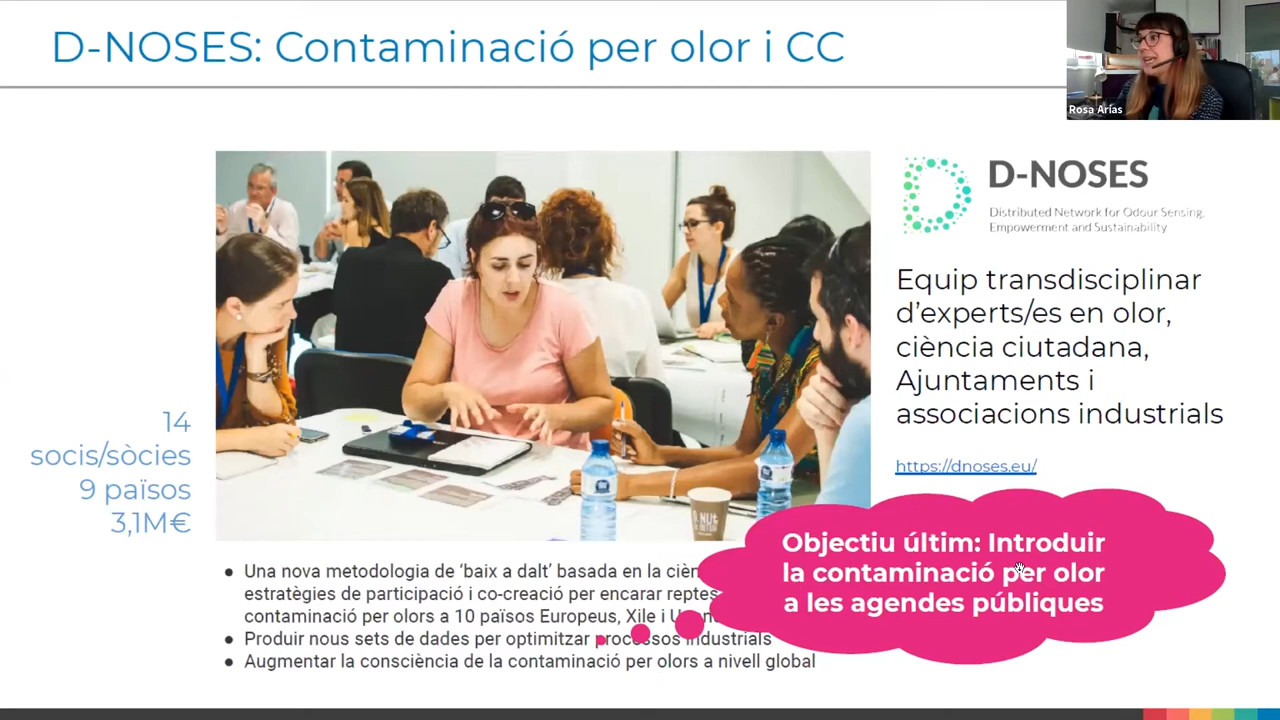 D-NOSES: Contaminació per olor i CC
Rosa Arias
D-NOSES
Distributed Network for Odour Sensing,
Empowerment and Sustainability
Equip transdisciplinar
d'experts/es en olor,
ciència ciutadana,
Ajuntaments i
associacions industrials
https://dnoses.eu/
14
socis/sòcies
9 països
3,1M€
Objectiu últim: Introduir
la contaminació per olor
a les agendes públiques
Una nova metodologia de 'baix a dalt' basada en la
estratègies de participació i co-creació per encarar reptes
contaminació per olors a 10 països Europeus, Xile i
Produir nous sets de dades per optimitzar processos industrials
Augmentar la consciència de la contaminació per olors a nivell global